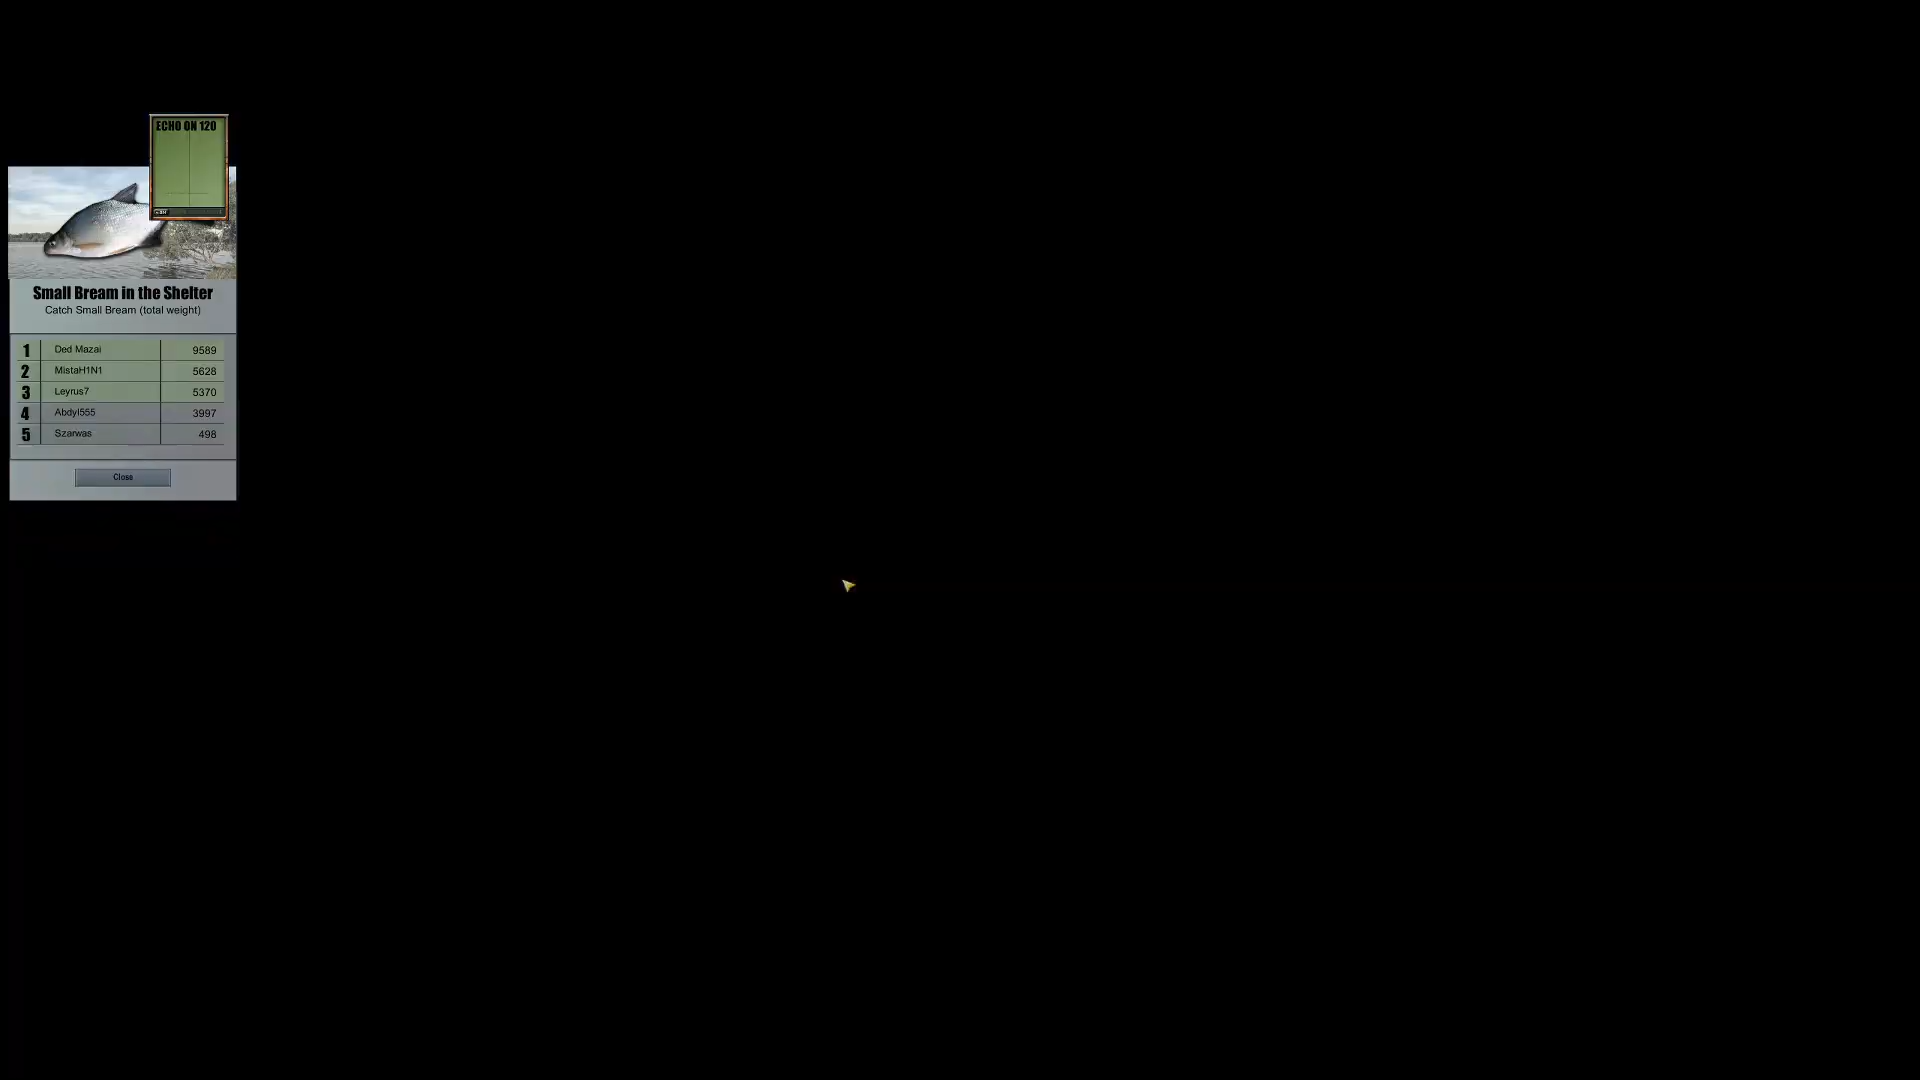 ECHO ON 120
Small Bream in the Shelter
Catch Small Bream (total weight)
1 Ded Mazai 9589
2 MistaH1N1 5628
3 Leyrus7 5370
4 Abdyl555 3997
5 Szarwas 498
Close